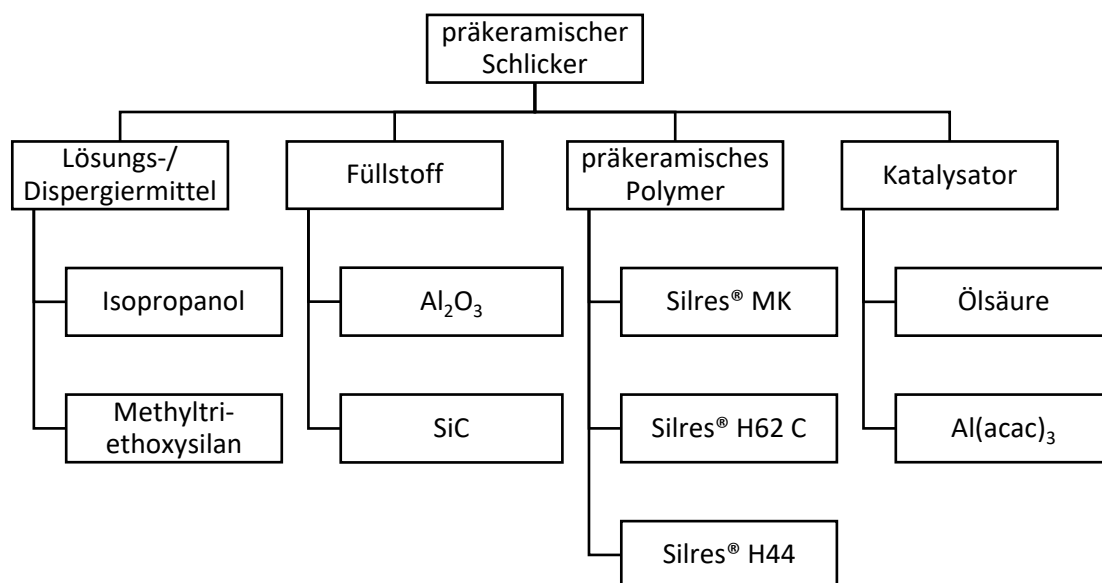 präkeramischer
Schlicker
Lösungs-/
Dispergiermittel
Füllstoff
präkeramisches
Polymer
Katalysator
Isopropanol
Al₂O₃
Silres® MK
Ölsäure
Methyltri-
ethoxysilan
SiC
Silres® H62 C
Al(acac)₃
Silres® H44